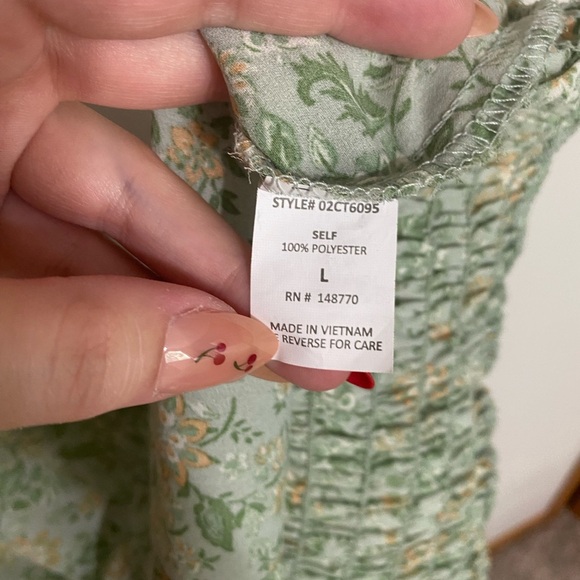 STYLE# 02CT6095
SELF
100% POLYESTER
L
RN # 148770
MADE IN VIETNAM
REVERSE FOR CARE